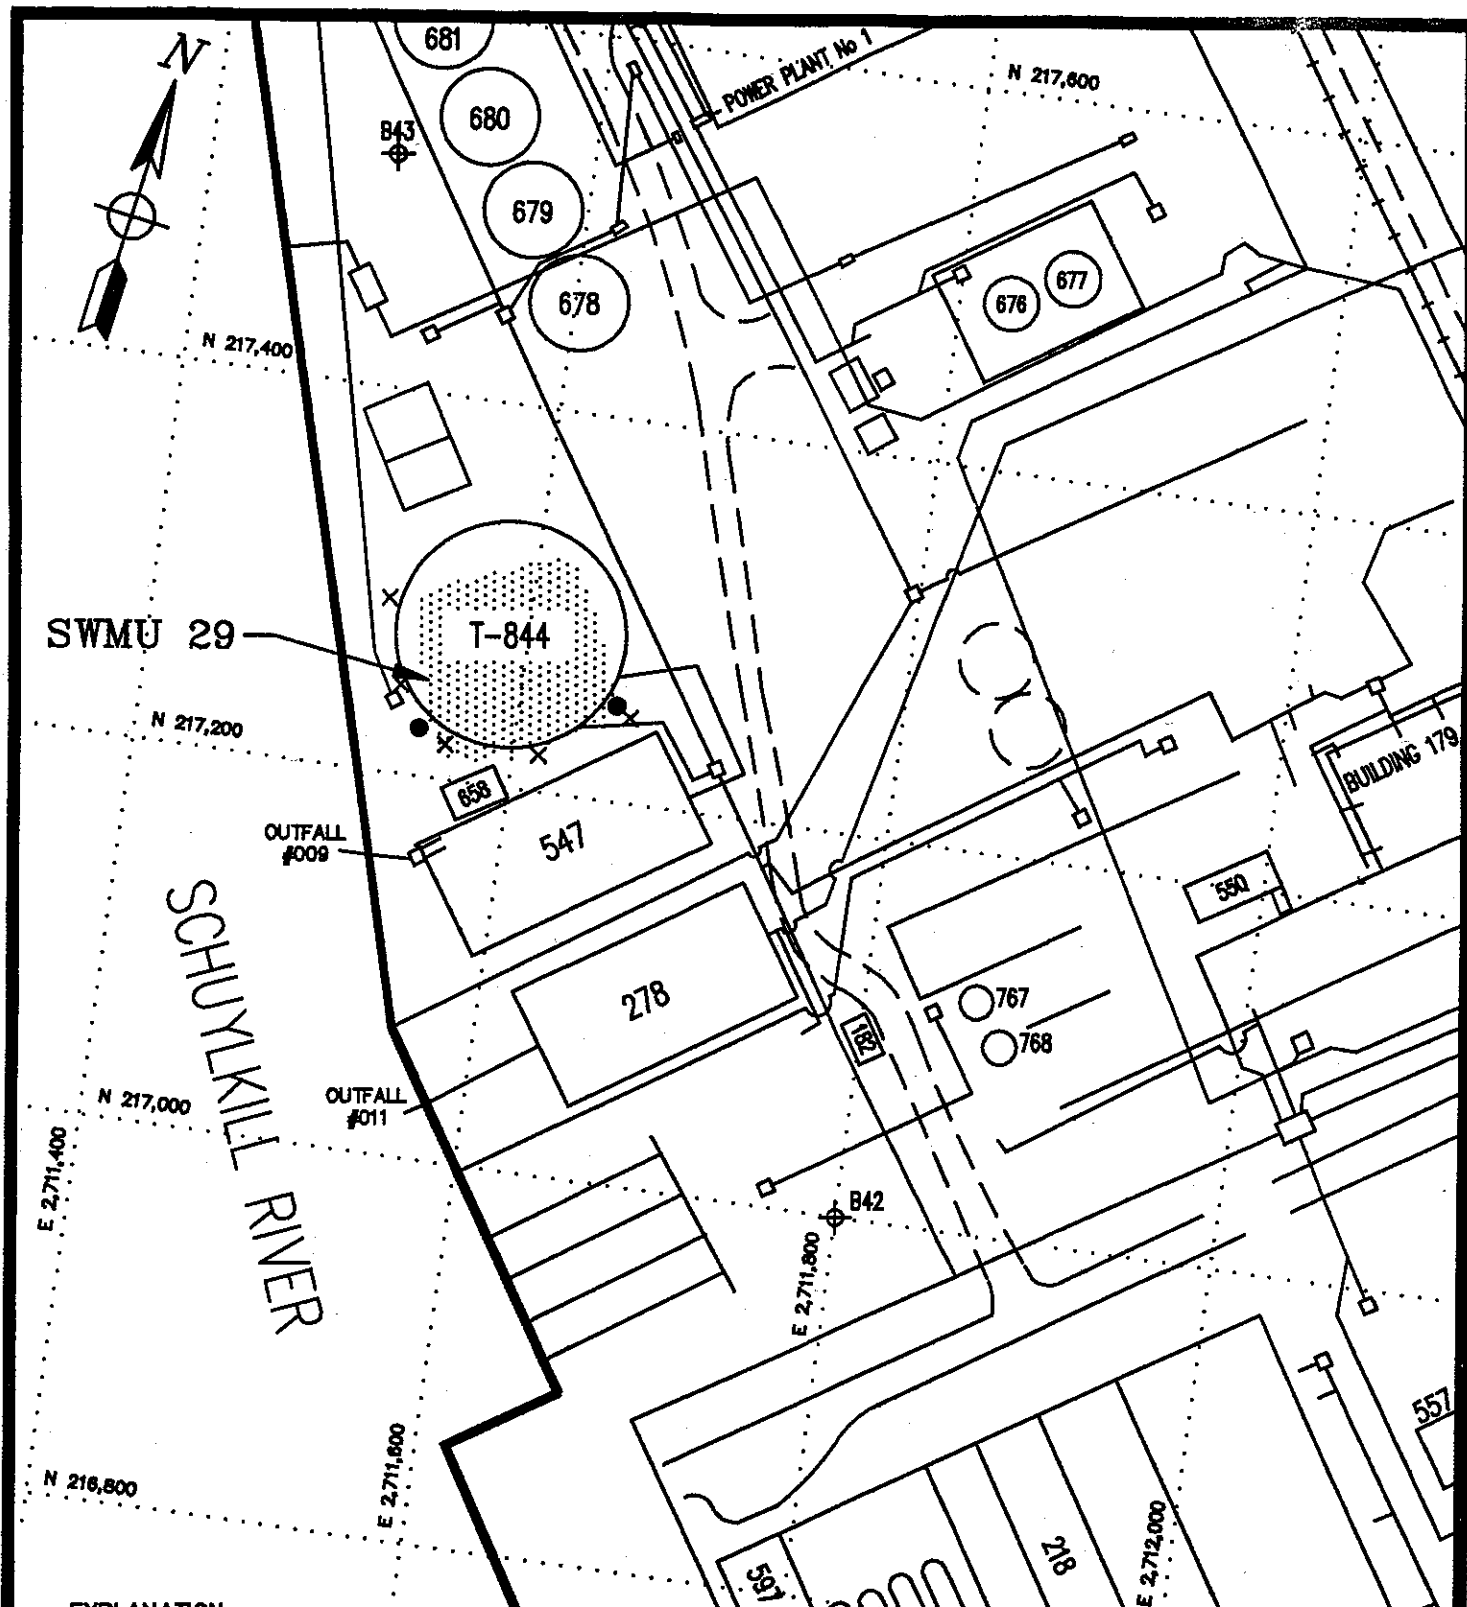 N
681
680
679
678
B43
POWER PLANT No 1
N 217,600
676
677
N 217,400
SWMU 29
T-844
N 217,200
658
547
OUTFALL
#009
BUILDING 179
550
278
SCHUYLKILL RIVER
182
767
768
N 217,000
OUTFALL
#011
E 2,711,400
B42
E 2,711,800
N 216,800
E 2,711,600
557
597
218
E 2,712,000
EXPLANATION